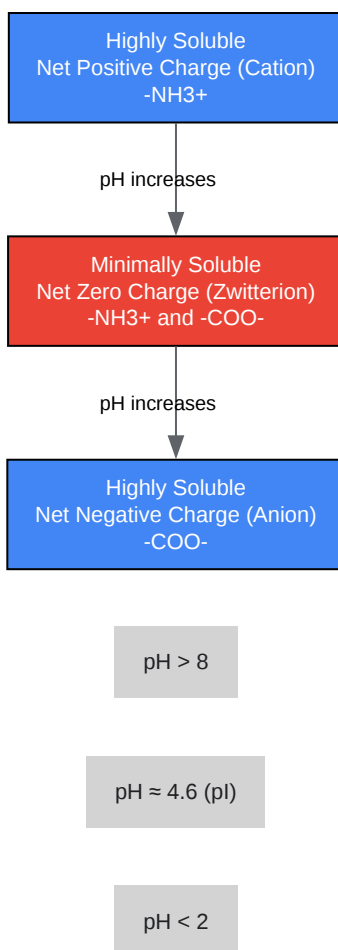 Highly Soluble
Net Positive Charge (Cation)
-NH3+
pH increases
Minimally Soluble
Net Zero Charge (Zwitterion)
-NH3+ and -COO-
pH increases
Highly Soluble
Net Negative Charge (Anion)
-COO-
pH > 8
pH ≈ 4.6 (pI)
pH < 2